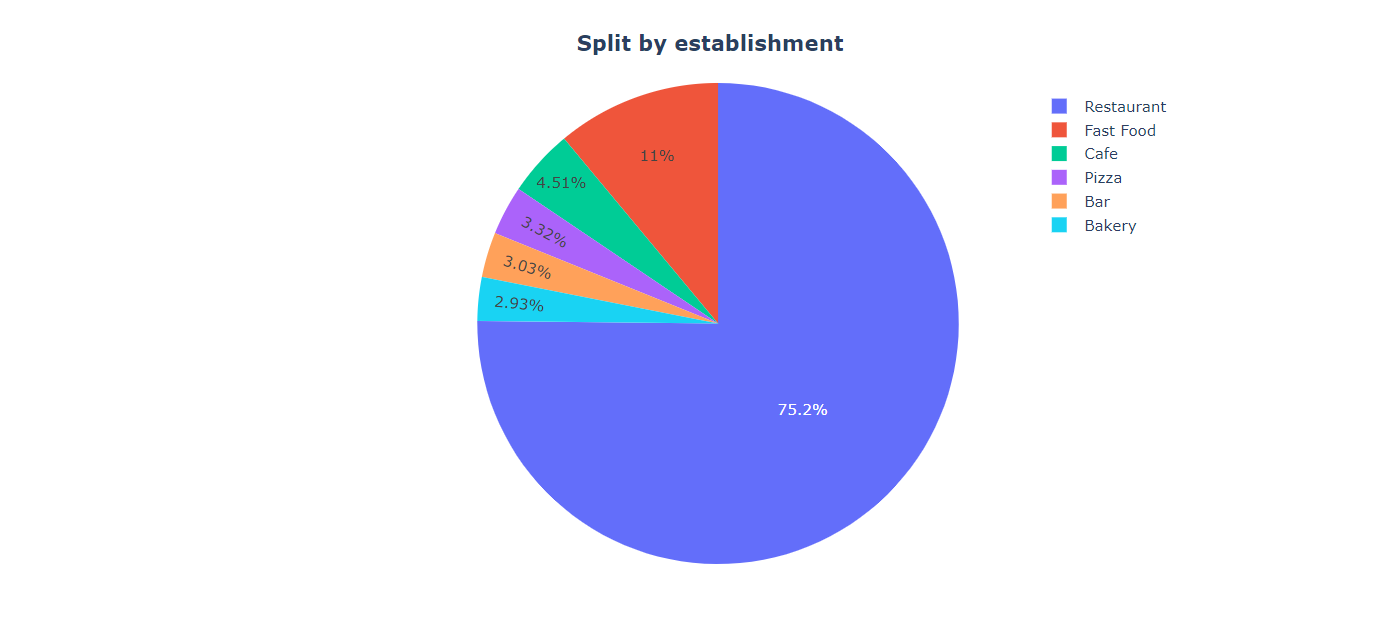 Split by establishment
Restaurant
Fast Food
Cafe
Pizza
Bar
Bakery
11%
4.51%
3.32%
3.03%
2.93%
75.2%